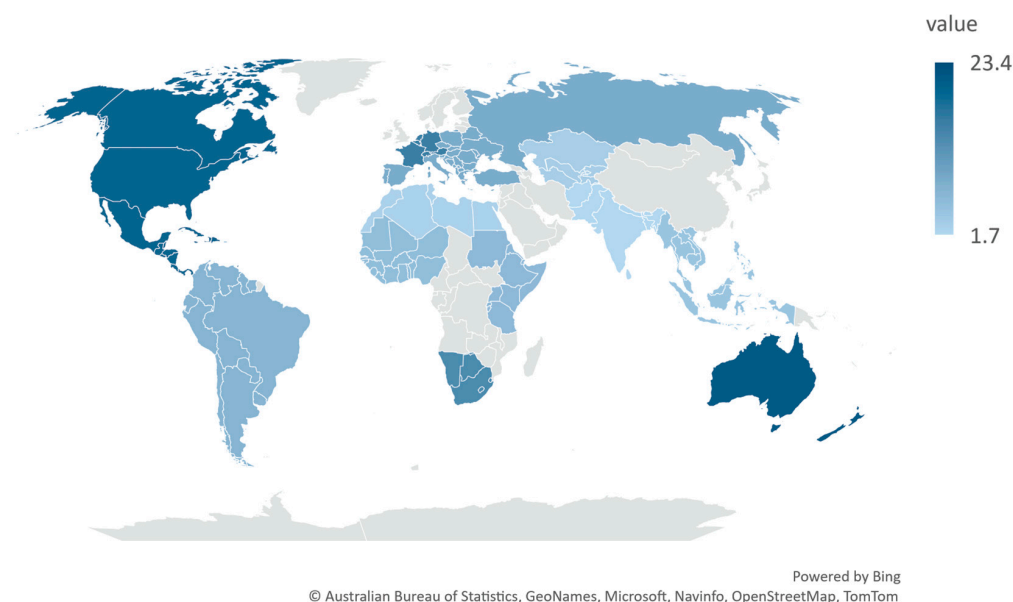 value
23.4
1.7
Powered by Bing
© Australian Bureau of Statistics, GeoNames, Microsoft, Navinfo, OpenStreetMap, TomTom